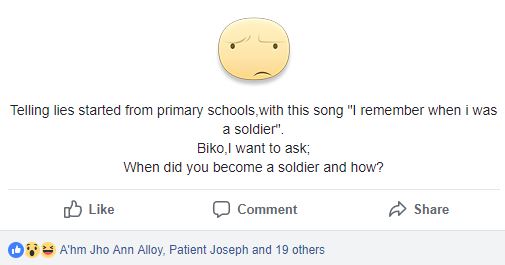 Telling lies started from primary schools,with this song "I remember when i was
a soldier".
Biko,I want to ask;
When did you become a soldier and how?
Like Comment Share
A'hm Jho Ann Alloy, Patient Joseph and 19 others